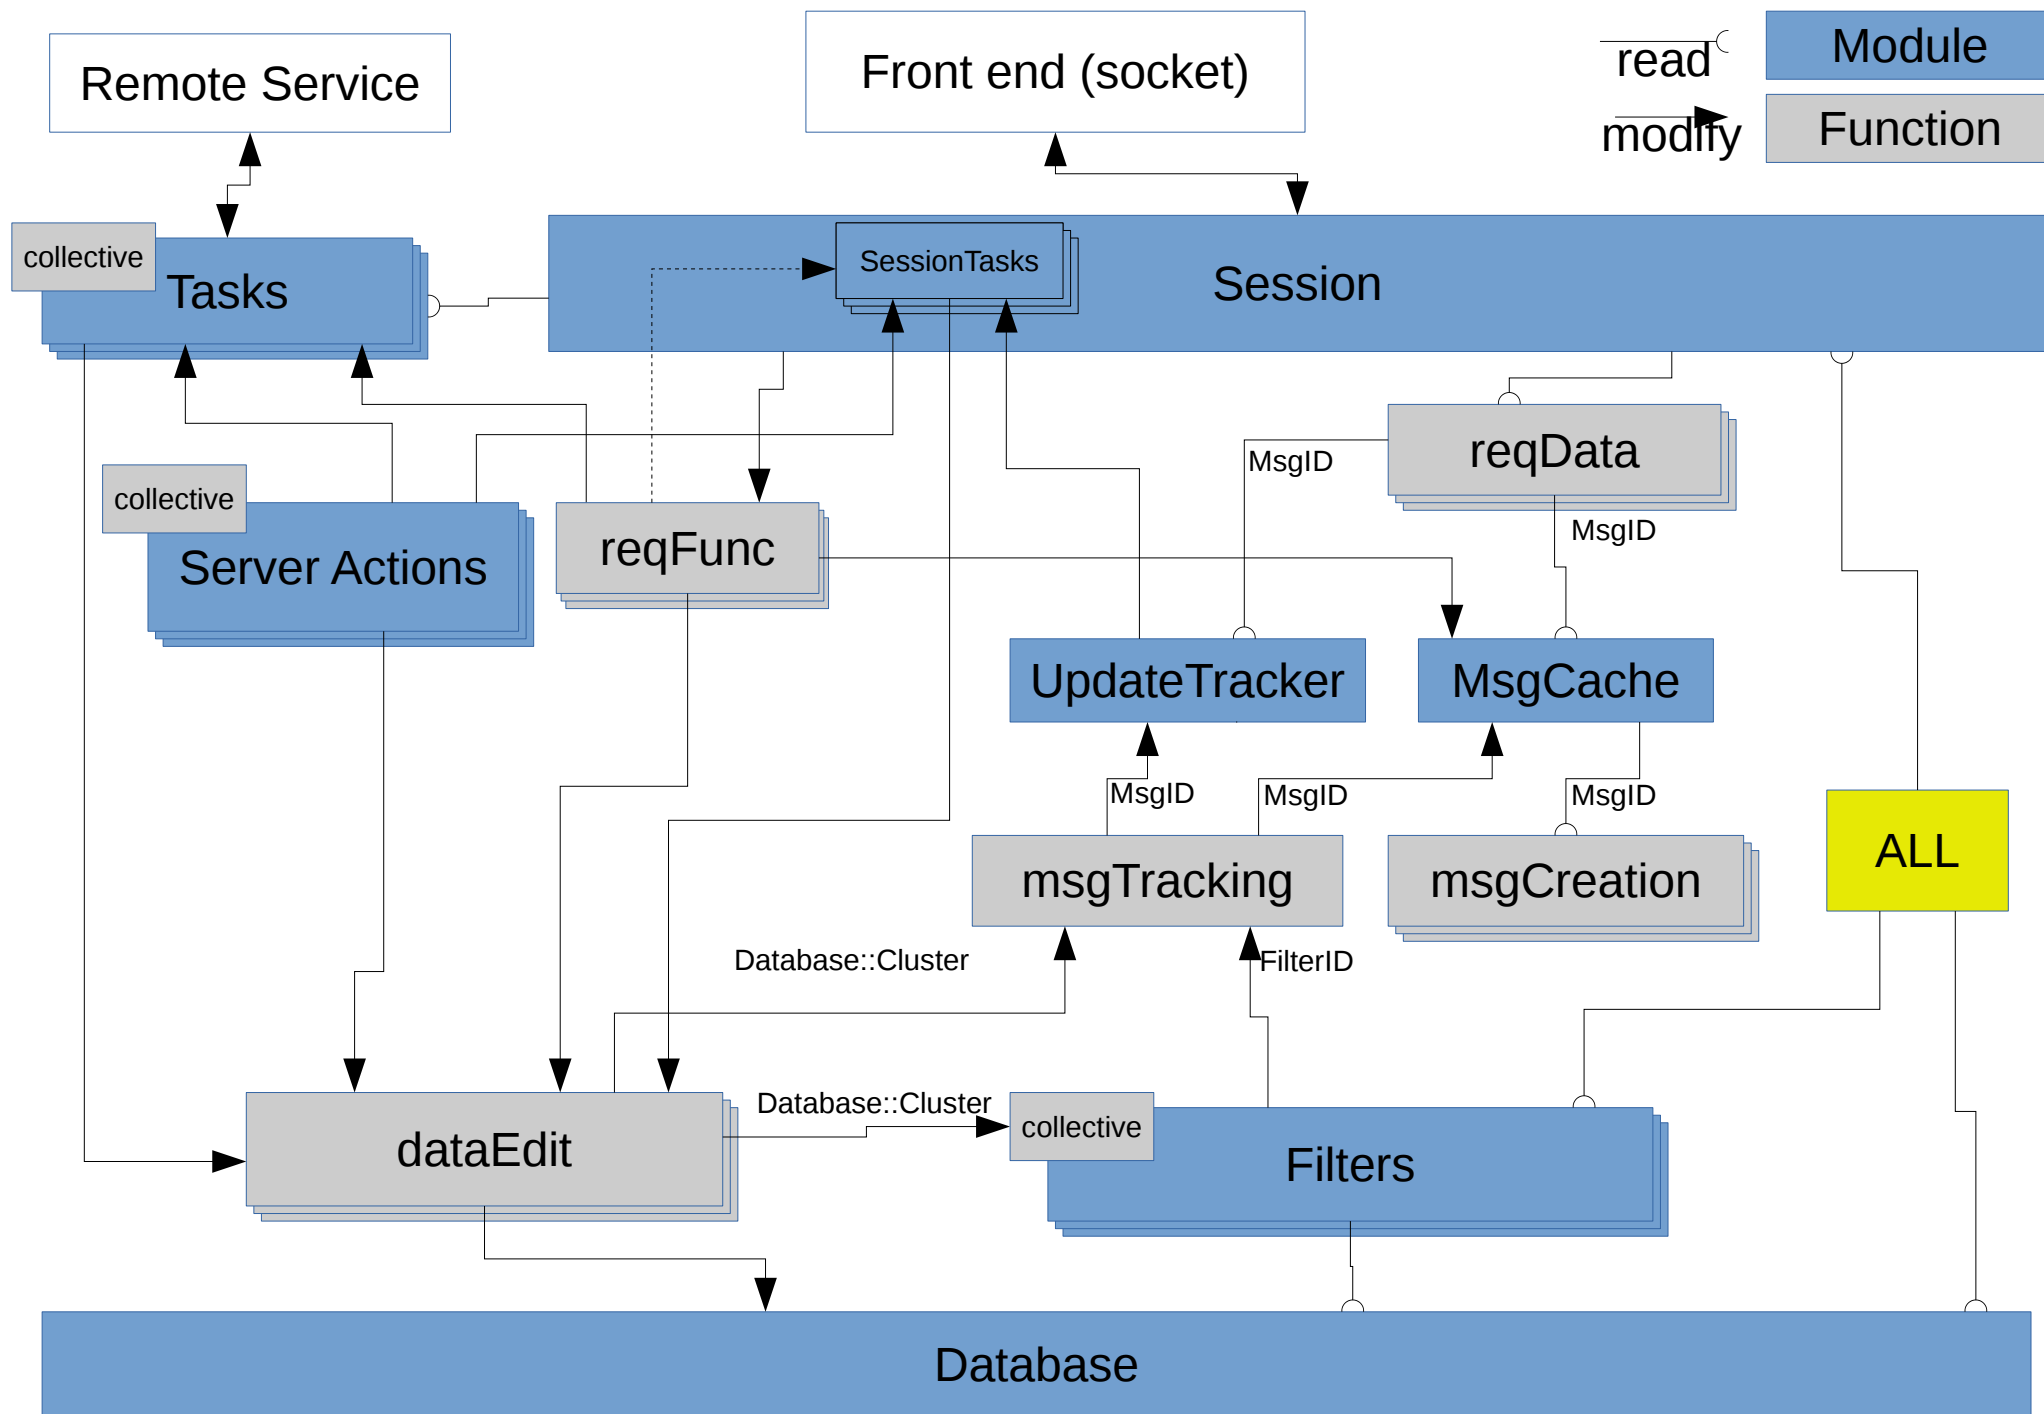 Remote Service
Front end (socket)
read
Module
modify
Function
collective
Tasks
SessionTasks
Session
collective
Server Actions
reqFunc
MsgID
reqData
MsgID
UpdateTracker
MsgCache
MsgID
MsgID
MsgID
msgTracking
msgCreation
ALL
Database::Cluster
FilterID
Database::Cluster
collective
dataEdit
Filters
Database